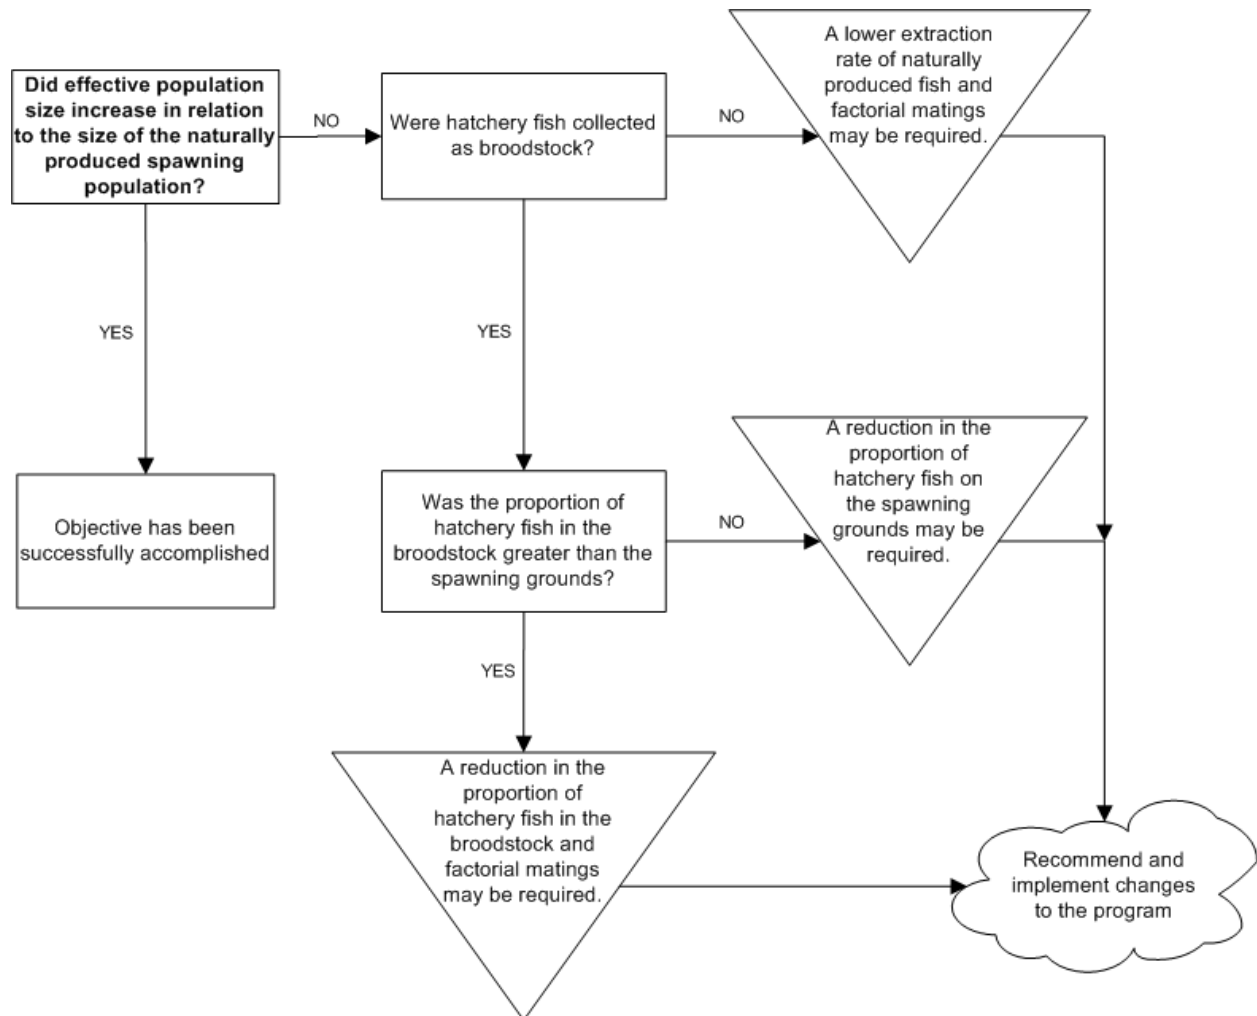 Did effective population
size increase in relation
to the size of the naturally
produced spawning
population?
NO
Were hatchery fish collected
as broodstock?
NO
A lower extraction
rate of naturally
produced fish and
factorial matings
may be required.
YES
YES
Objective has been
successfully accomplished
Was the proportion of
hatchery fish in the
broodstock greater than the
spawning grounds?
NO
A reduction in the
proportion of
hatchery fish on
the spawning
grounds may be
required.
YES
A reduction in the
proportion of
hatchery fish in the
broodstock and
factorial matings
may be required.
Recommend and
implement changes
to the program